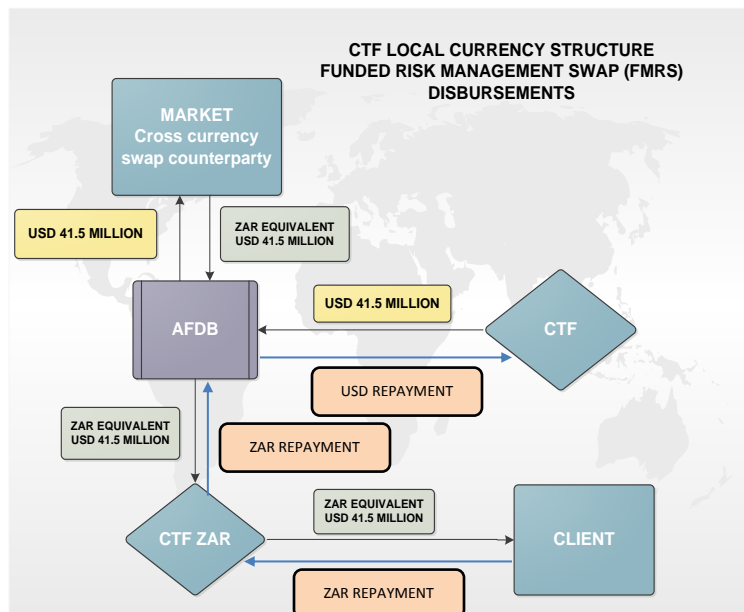 CTF LOCAL CURRENCY STRUCTURE
FUNDED RISK MANAGEMENT SWAP (FMRS)
DISBURSEMENTS
MARKET
Cross currency
swap counterparty
USD 41.5 MILLION
ZAR EQUIVALENT
USD 41.5 MILLION
AFDB
USD 41.5 MILLION
CTF
USD REPAYMENT
ZAR EQUIVALENT
USD 41.5 MILLION
ZAR REPAYMENT
CTF ZAR
ZAR EQUIVALENT
USD 41.5 MILLION
CLIENT
ZAR REPAYMENT